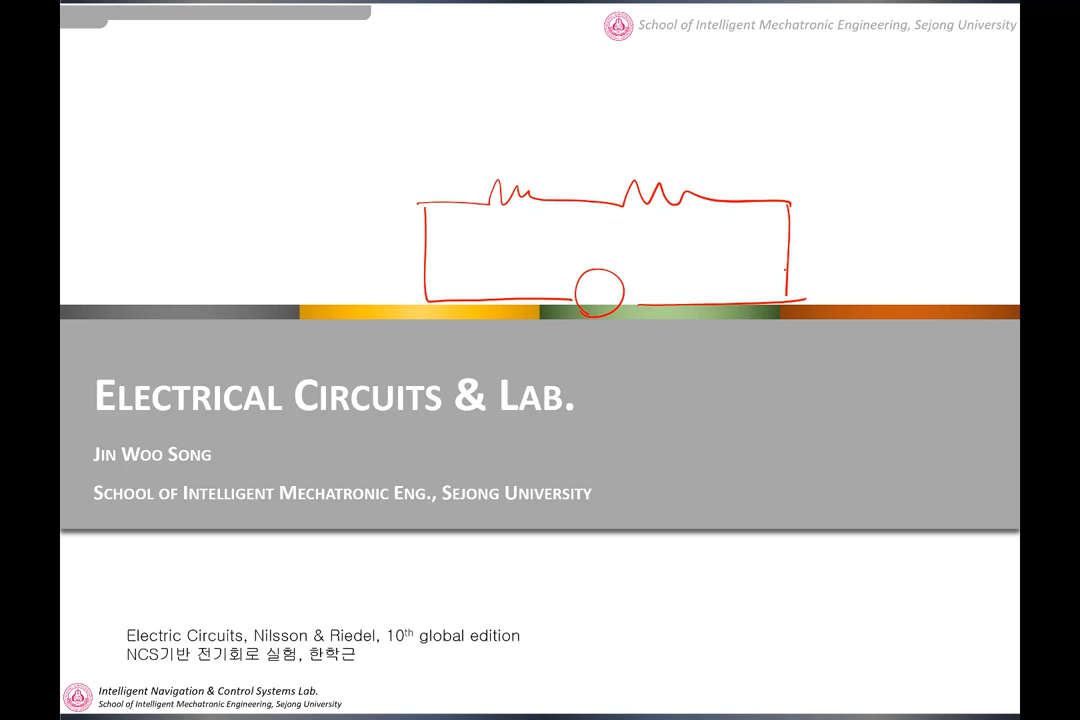 School of Intelligent Mechatronic Engineering, Sejong University
ELECTRICAL CIRCUITS & LAB.
JIN WOO SONG
SCHOOL OF INTELLIGENT MECHATRONIC ENG., SEJONG UNIVERSITY
Electric Circuits, Nilsson & Riedel, 10th global edition
NCS기반 전기회로 실험, 한학근
Intelligent Navigation & Control Systems Lab.
School of Intelligent Mechatronic Engineering, Sejong University